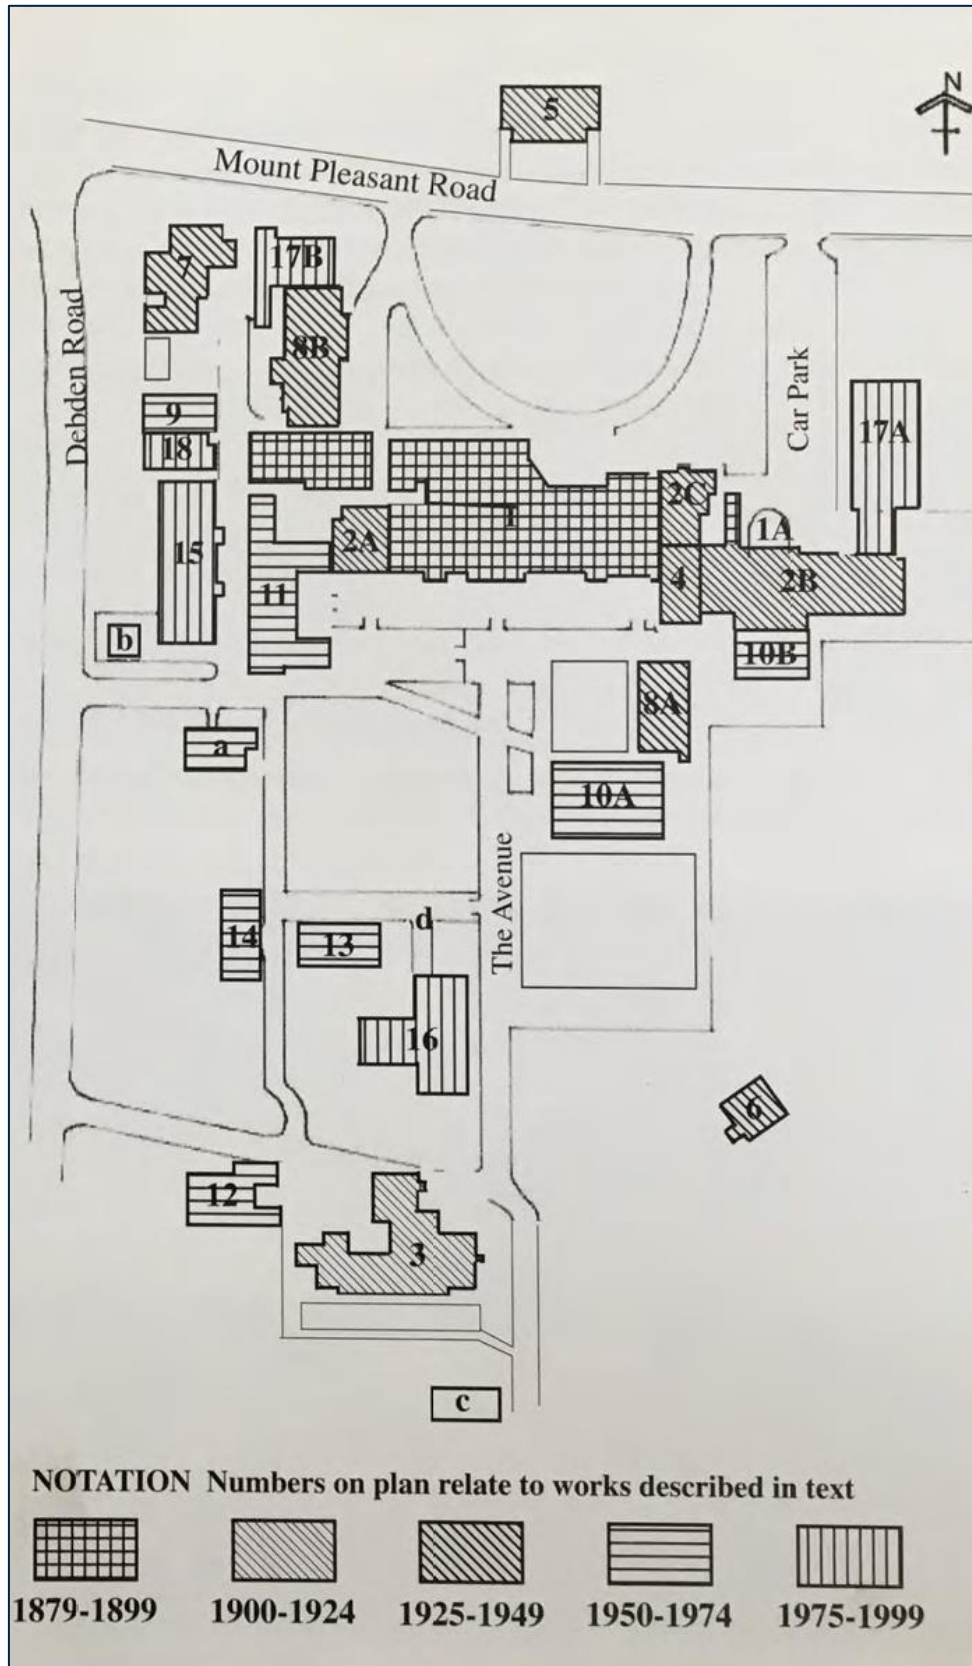 N
5
Mount Pleasant Road
7
17B
8B
Debden Road
Car Park
17A
9
18
1
2C
1A
2A
15
11
4
2B
b
10B
8A
a
10A
The Avenue
d
14
13
16
6
12
3
c
NOTATION Numbers on plan relate to works described in text
1879-1899
1900-1924
1925-1949
1950-1974
1975-1999